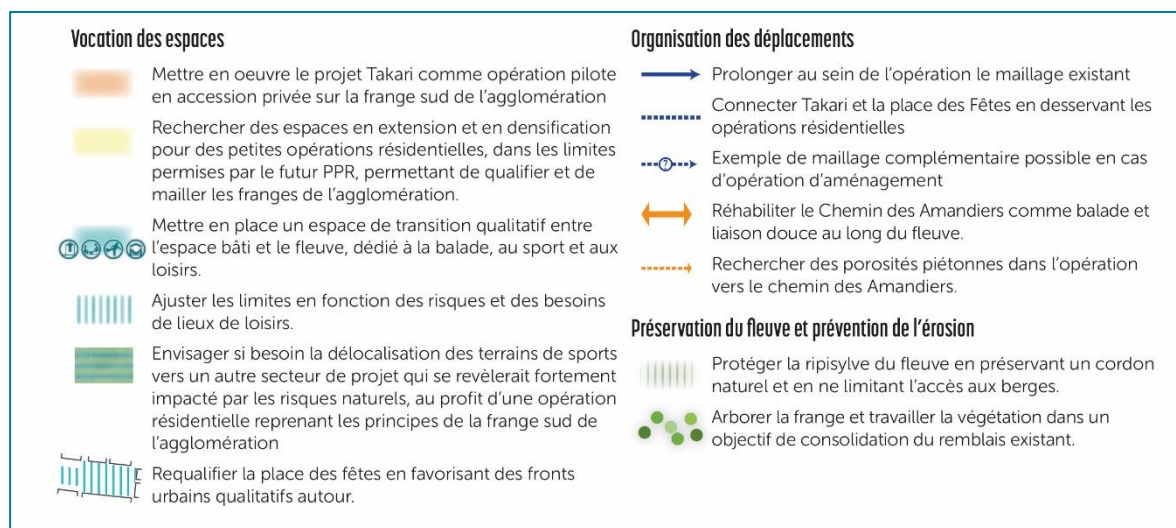 Vocation des espaces
Mettre en oeuvre le projet Takari comme opération pilote
en accession privée sur la frange sud de l'agglomération
Rechercher des espaces en extension et en densification
pour des petites opérations résidentielles, dans les limites
permises par le futur PPR, permettant de qualifier et de
mailler les franges de l'agglomération.
Mettre en place un espace de transition qualitatif entre
l'espace bâti et le fleuve, dédié à la balade, au sport et aux
loisirs.
Ajuster les limites en fonction des risques et des besoins
de lieux de loisirs.
Envisager si besoin la délocalisation des terrains de sports
vers un autre secteur de projet qui se revèlerait fortement
impacté par les risques naturels, au profit d'une opération
résidentielle reprenant les principes de la frange sud de
l'agglomération
Requalifier la place des fêtes en favorisant des fronts
urbains qualitatifs autour.
Organisation des déplacements
Prolonger au sein de l'opération le maillage existant
Connecter Takari et la place des Fêtes en desservant les
opérations résidentielles
?
Exemple de maillage complémentaire possible en cas
d'opération d'aménagement
Réhabiliter le Chemin des Amandiers comme balade et
liaison douce au long du fleuve.
Rechercher des porosités piétonnes dans l'opération
vers le chemin des Amandiers.
Préservation du fleuve et prévention de l'érosion
Protéger la ripisylve du fleuve en préservant un cordon
naturel et en ne limitant l'accès aux berges.
Arborer la frange et travailler la végétation dans un
objectif de consolidation du remblais existant.